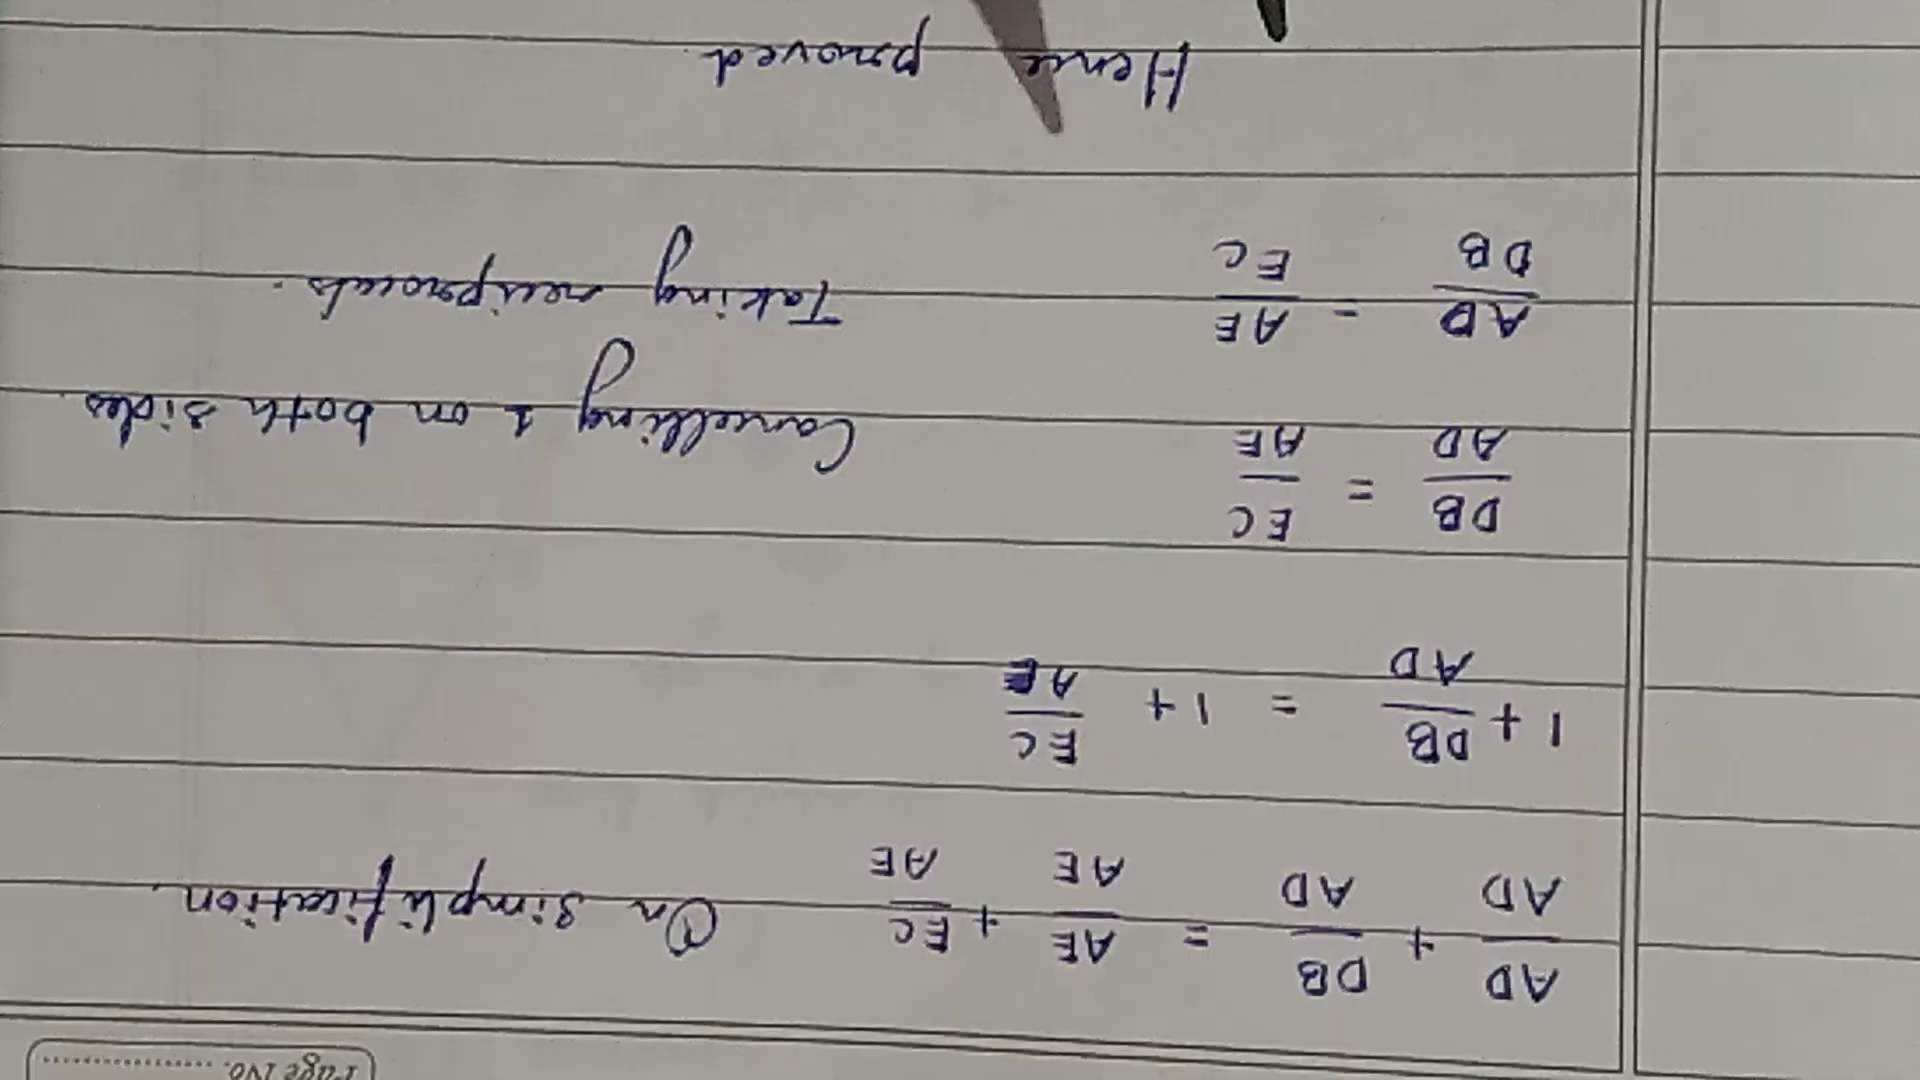 Page No. ..................
AD/AD + DB/AD = AE/AE + EC/AE On simplification.
1 + DB/AD = 1 + EC/AE
DB/AD = EC/AE Cancelling 1 on both sides.
AD/DB = AE/EC Taking reciprocals.
Hence proved.